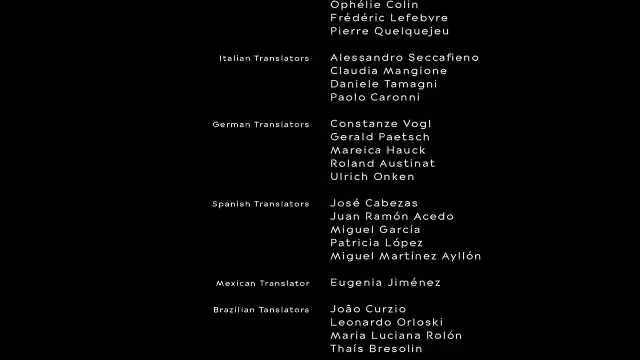 Ophélie Colin
Frédéric Lefebvre
Pierre Quelquejeu
Italian Translators Alessandro Seccafieno
Claudia Mangione
Daniele Tamagni
Paolo Caronni
German Translators Constanze Vogl
Gerald Paetsch
Mareica Hauck
Roland Austinat
Ulrich Onken
Spanish Translators José Cabezas
Juan Ramón Acedo
Miguel García
Patricia López
Miguel Martínez Ayllón
Mexican Translator Eugenia Jiménez
Brazilian Tanslators João Curzio
Leonardo Orloski
Maria Luciana Rolón
Thaís Bresolin